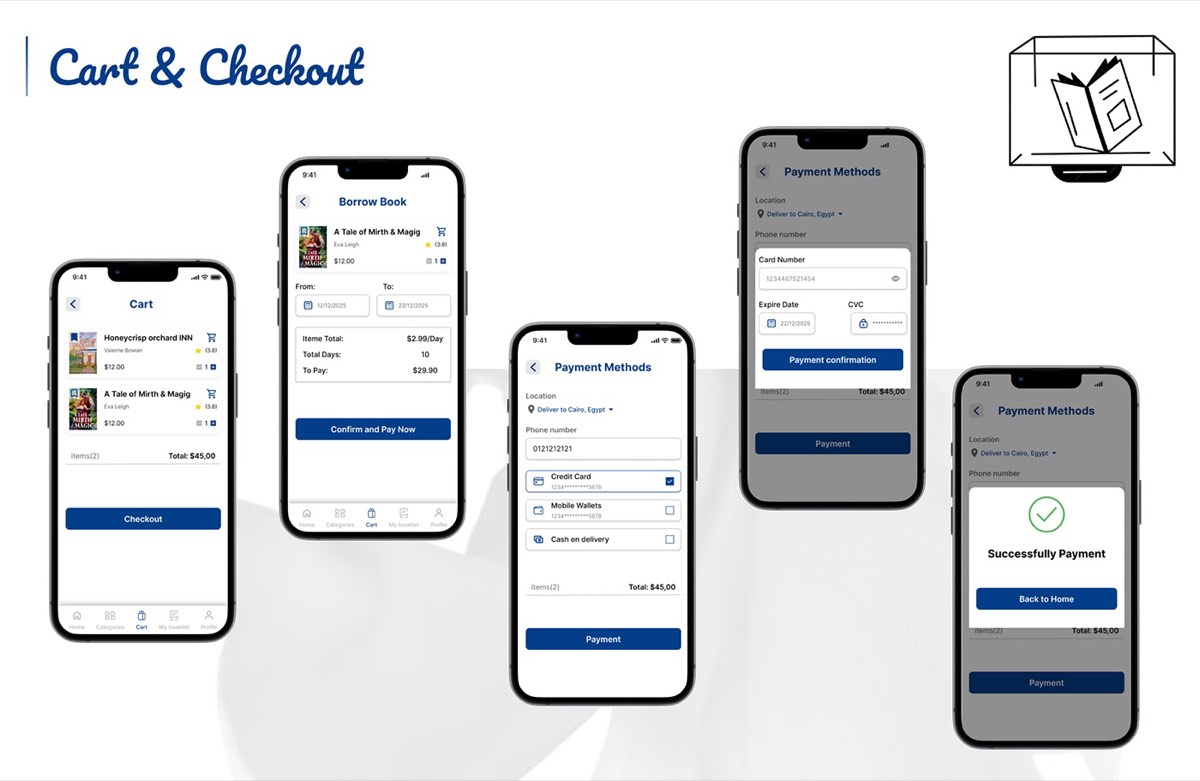 Cart & Checkout
9:41
Cart
Honeycrisp orchard INN
Valerrie Bowan
(3.8)
$12.00
1
A Tale of Mirth & Magig
Eva Leigh
(3.8)
$12.00
1
items(2)
Total: $45,00
Checkout
Home
Categories
Cart
My booklist
Profile
9:41
Borrow Book
A TALE OF MIRTH & MAGIC
A Tale of Mirth & Magig
Eva Leigh
(3.8)
$12.00
1
From:
To:
12/12/2025
22/12/2025
Iteme Total:
$2.99/Day
Total Days:
10
To Pay:
$29.90
Confirm and Pay Now
Home
Categories
Cart
My booklist
Profile
9:41
Payment Methods
Location
Deliver to Cairo, Egypt
Phone number
0121212121
Credit Card
1234*********5678
Mobile Wallets
1234*********5678
Cash on delivery
items(2)
Total: $45,00
Payment
9:41
Payment Methods
Location
Deliver to Cairo, Egypt
Phone number
Card Number
1234467521454
Expire Date
CVC
22/12/2025
***********
Payment confirmation
items(2)
Total: $45,00
Payment
9:41
Payment Methods
Location
Deliver to Cairo, Egypt
Phone number
Successfully Payment
Back to Home
items(2)
Total: $45,00
Payment